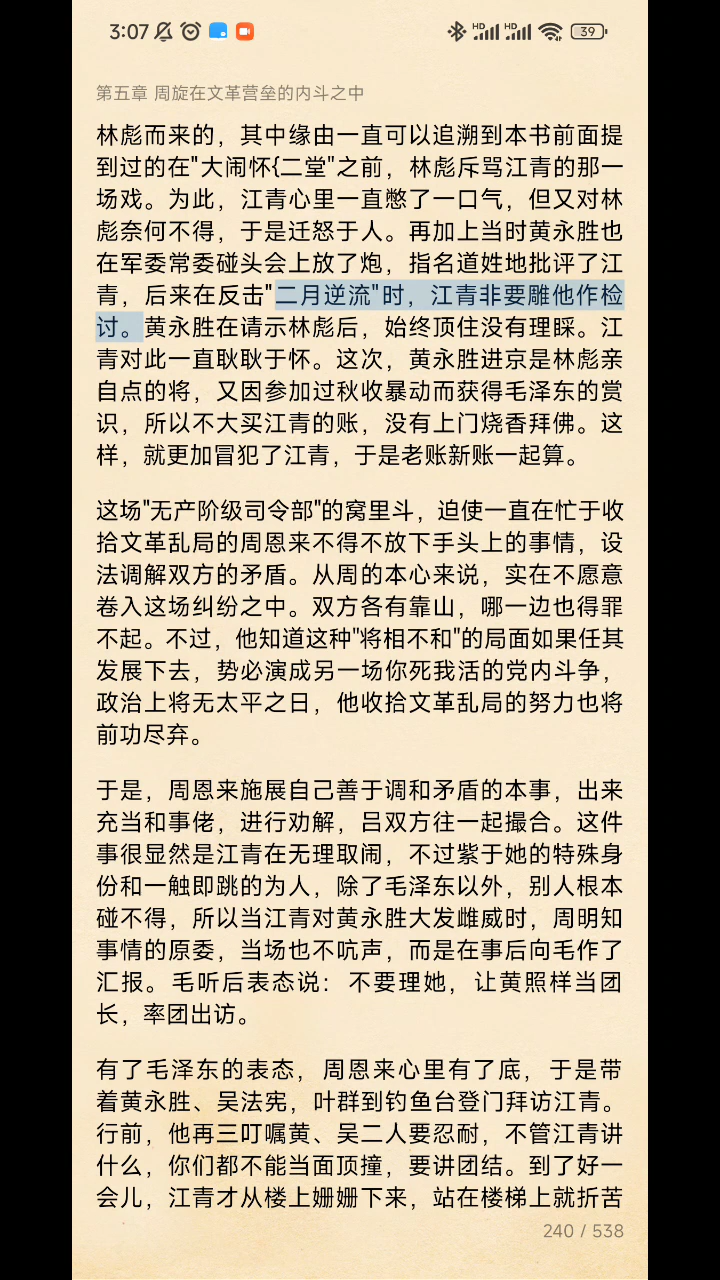 3:07
HD HD 39
第五章 周旋在文革营垒的内斗之中
林彪而来的，其中缘由一直可以追溯到本书前面提
到过的在"大闹怀{二堂"之前，林彪斥骂江青的那一
场戏。为此，江青心里一直憋了一口气，但又对林
彪奈何不得，于是迁怒于人。再加上当时黄永胜也
在军委常委碰头会上放了炮，指名道姓地批评了江
青，后来在反击"二月逆流"时，江青非要雕他作检
讨。黄永胜在请示林彪后，始终顶住没有理睬。江
青对此一直耿耿于怀。这次，黄永胜进京是林彪亲
自点的将，又因参加过秋收暴动而获得毛泽东的赏
识，所以不大买江青的账，没有上门烧香拜佛。这
样，就更加冒犯了江青，于是老账新账一起算。
这场"无产阶级司令部"的窝里斗，迫使一直在忙于收
拾文革乱局的周恩来不得不放下手头上的事情，设
法调解双方的矛盾。从周的本心来说，实在不愿意
卷入这场纠纷之中。双方各有靠山，哪一边也得罪
不起。不过，他知道这种"将相不和"的局面如果任其
发展下去，势必演成另一场你死我活的党内斗争，
政治上将无太平之日，他收拾文革乱局的努力也将
前功尽弃。
于是，周恩来施展自己善于调和矛盾的本事，出来
充当和事佬，进行劝解，吕双方往一起撮合。这件
事很显然是江青在无理取闹，不过紫于她的特殊身
份和一触即跳的为人，除了毛泽东以外，别人根本
碰不得，所以当江青对黄永胜大发雌威时，周明知
事情的原委，当场也不吭声，而是在事后向毛作了
汇报。毛听后表态说：不要理她，让黄照样当团
长，率团出访。
有了毛泽东的表态，周恩来心里有了底，于是带
着黄永胜、吴法宪，叶群到钓鱼台登门拜访江青。
行前，他再三叮嘱黄、吴二人要忍耐，不管江青讲
什么，你们都不能当面顶撞，要讲团结。到了好一
会儿，江青才从楼上姗姗下来，站在楼梯上就折苦
240 / 538